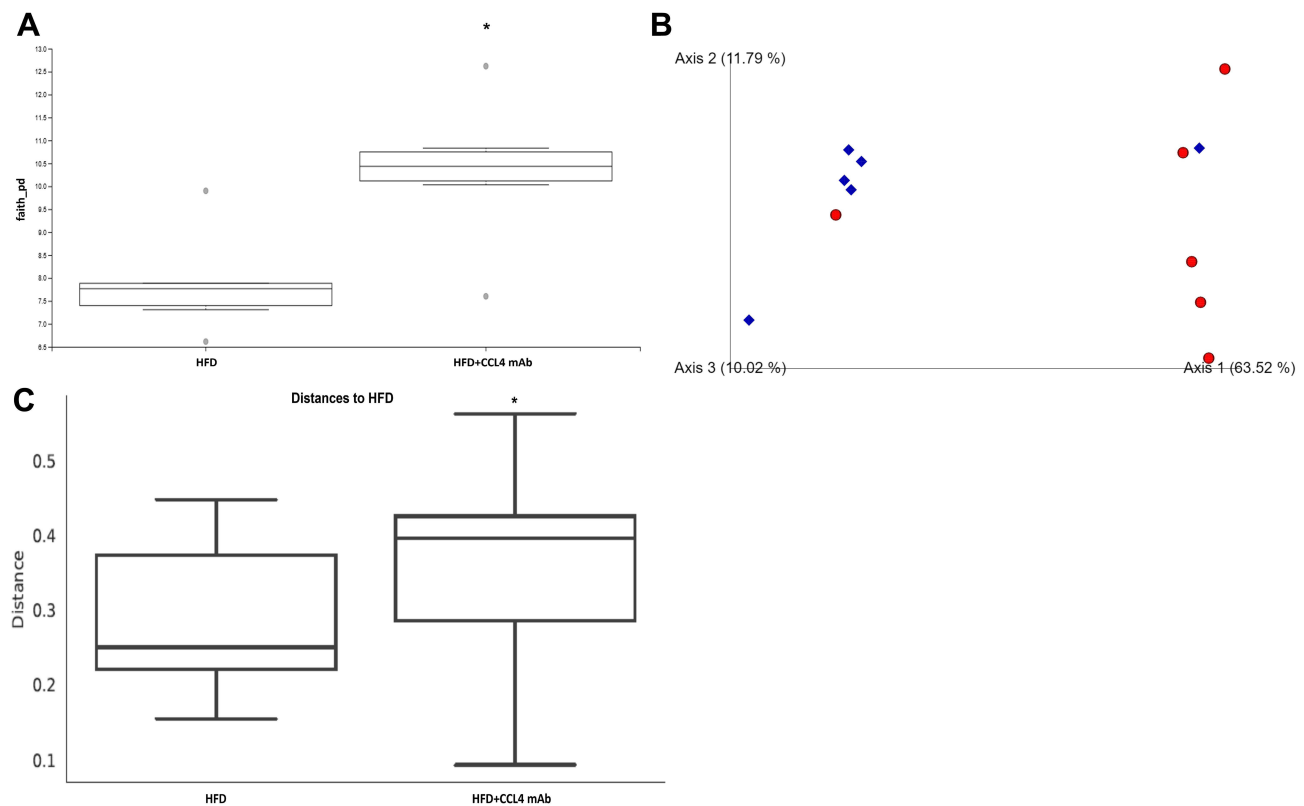 A
*
13.0
12.5
12.0
11.5
11.0
10.5
10.0
9.5
9.0
8.5
8.0
7.5
7.0
6.5
faith_pd
HFD
HFD+CCL4 mAb
B
Axis 2 (11.79 %)
Axis 3 (10.02 %)
Axis 1 (63.52 %)
C
Distances to HFD
*
0.5
0.4
0.3
0.2
0.1
Distance
HFD
HFD+CCL4 mAb